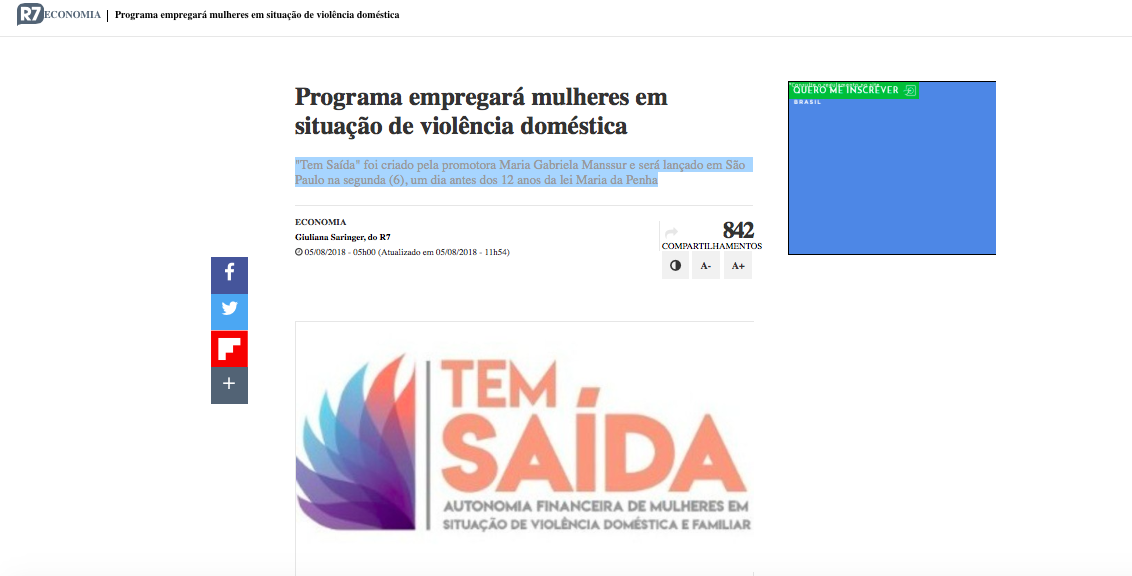 R7 ECONOMIA | Programa empregará mulheres em situação de violência doméstica
Programa empregará mulheres em
situação de violência doméstica
"Tem Saída" foi criado pela promotora Maria Gabriela Manssur e será lançado em São
Paulo na segunda (6), um dia antes dos 12 anos da lei Maria da Penha
ECONOMIA
Giuliana Saringer, do R7
05/08/2018 - 05h00 (Atualizado em 05/08/2018 - 11h54)
842
COMPARTILHAMENTOS
A- A+
QUERO ME INSCREVER
BRASIL
TEM
SAÍDA
AUTONOMIA FINANCEIRA DE MULHERES EM
SITUAÇÃO DE VIOLÊNCIA DOMÉSTICA E FAMILIAR